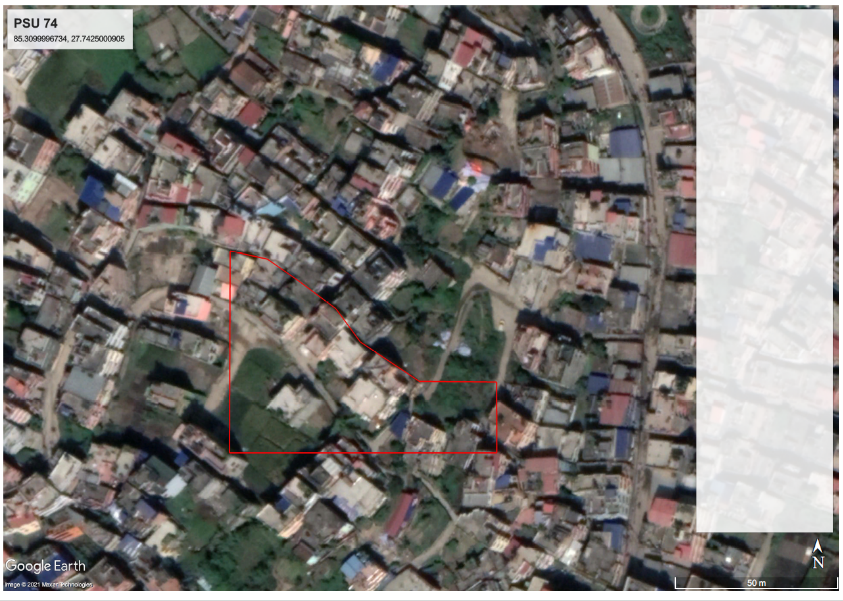 PSU 74
85.3099996734, 27.7425000905
Google Earth
Image © 2021 Maxar Technologies
N
50 m